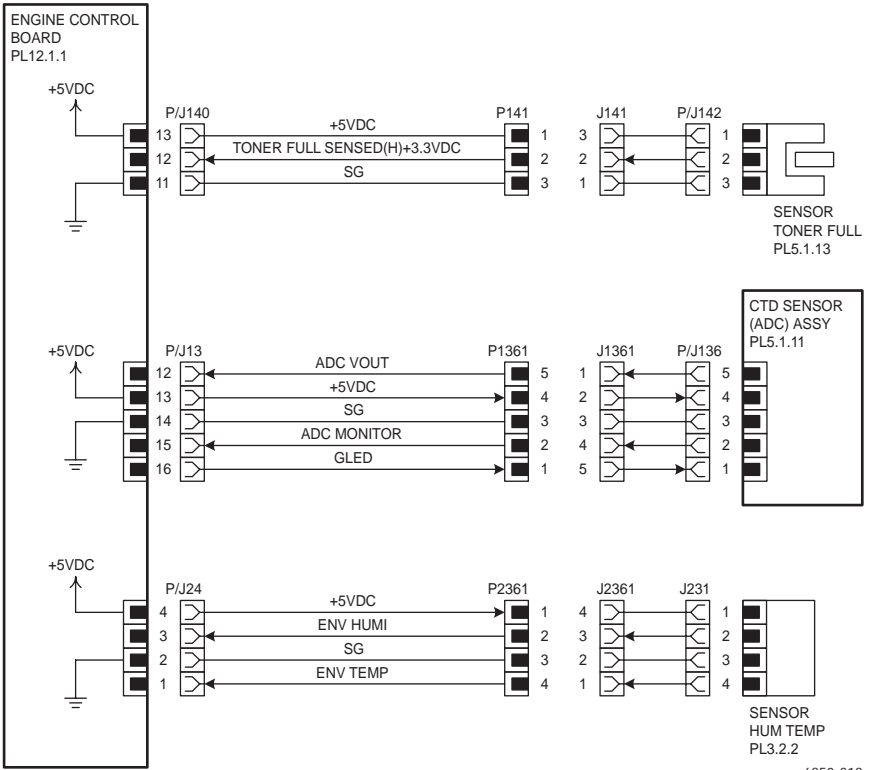 ENGINE CONTROL
BOARD
PL12.1.1
+5VDC
P/J140
+5VDC
P141
J141
P/J142
13
1
3
1
TONER FULL SENSED(H)+3.3VDC
12
2
2
2
SG
11
3
1
3
SENSOR
TONER FULL
PL5.1.13
CTD SENSOR
(ADC) ASSY
PL5.1.11
+5VDC
P/J13
ADC VOUT
P1361
J1361
P/J136
12
5
1
5
+5VDC
13
4
2
4
SG
14
3
3
3
ADC MONITOR
15
2
4
2
GLED
16
1
5
1
+5VDC
P/J24
+5VDC
P2361
J2361
J231
4
1
4
1
ENV HUMI
3
2
3
2
SG
2
3
2
3
ENV TEMP
1
4
1
4
SENSOR
HUM TEMP
PL3.2.2